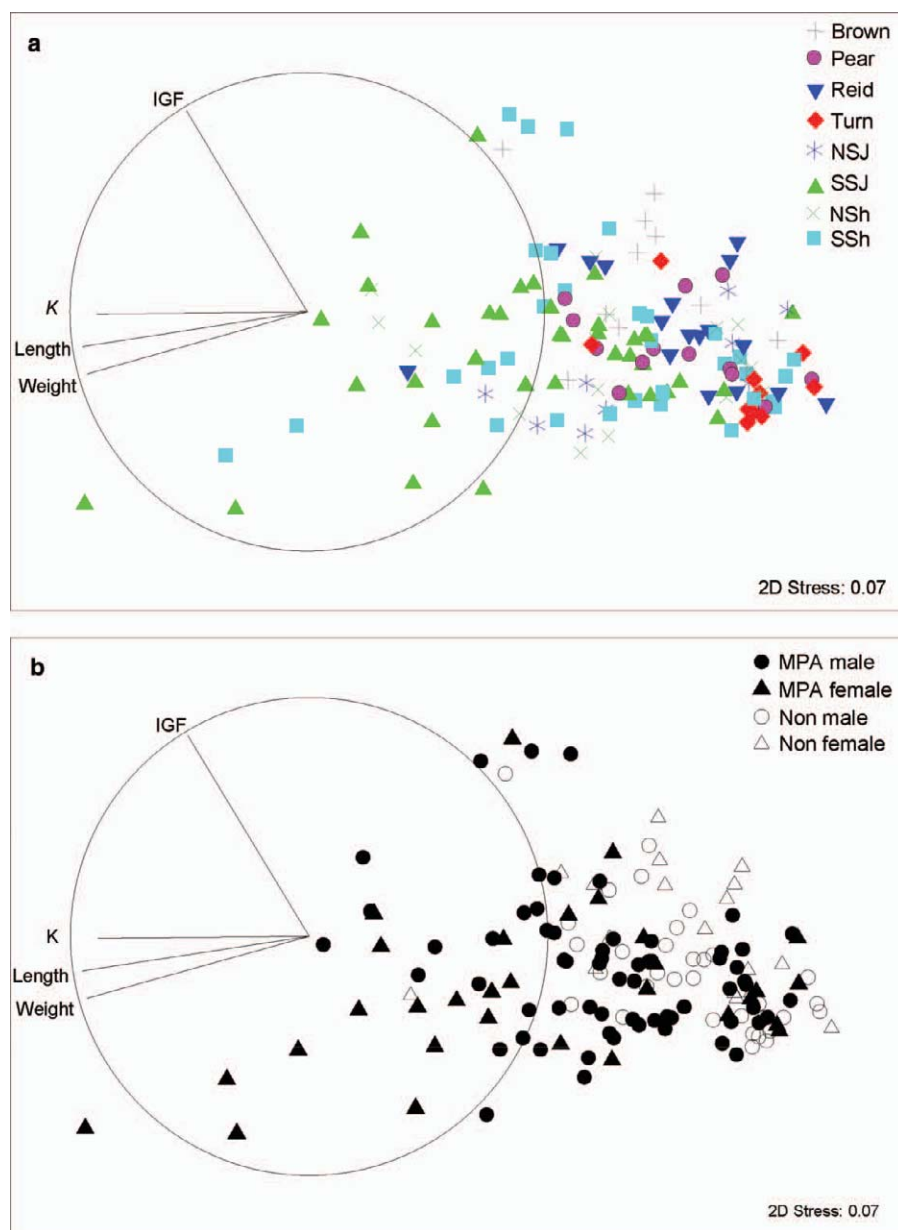 a
Brown
Pear
Reid
Turn
NSJ
SSJ
NSh
SSh
IGF
K
Length
Weight
2D Stress: 0.07
b
MPA male
MPA female
Non male
Non female
IGF
K
Length
Weight
2D Stress: 0.07